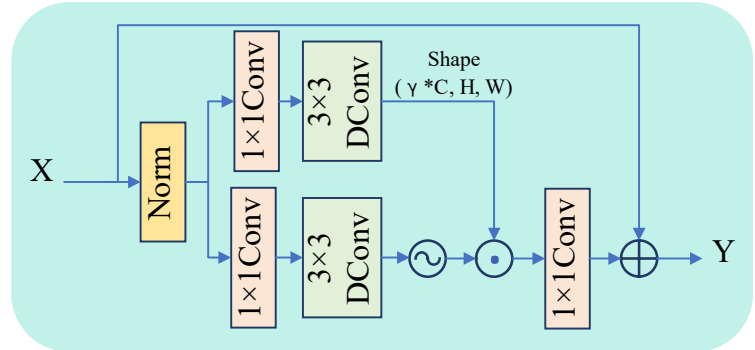 X
Norm
1×1Conv
3×3
DConv
Shape
( γ *C, H, W)
1×1Conv
3×3
DConv
1×1Conv
Y